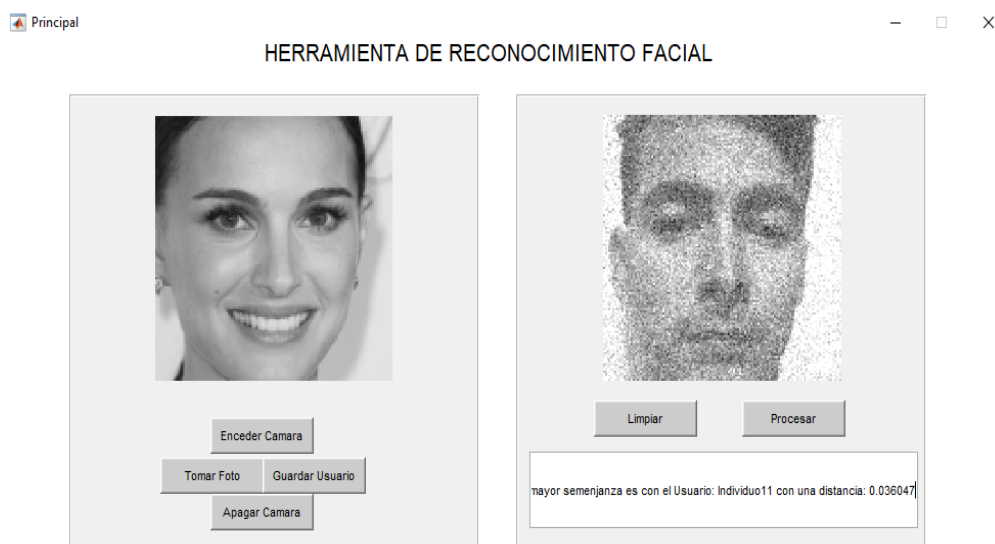 Principal
HERRAMIENTA DE RECONOCIMIENTO FACIAL
Enceder Camara
Tomar Foto
Guardar Usuario
Apagar Camara
Limpiar
Procesar
mayor semenjanza es con el Usuario: Individuo11 con una distancia: 0.036047